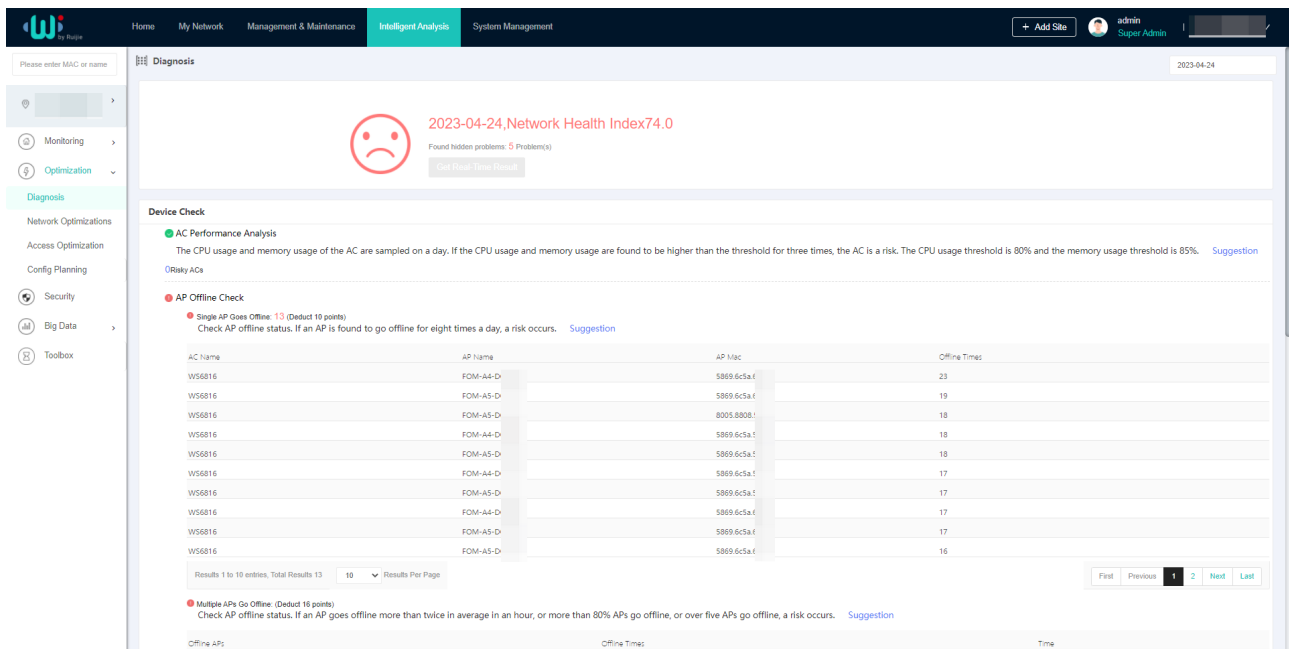 Wi by Ruijie
Home My Network Management & Maintenance Intelligent Analysis System Management + Add Site admin
Super Admin
Please enter MAC or name
Diagnosis 2023-04-24
Monitoring
Optimization
Diagnosis
Network Optimizations
Access Optimization
Config Planning
Security
Big Data
Toolbox
2023-04-24,Network Health Index74.0
Found hidden problems: 5 Problem(s)
Get Real-Time Result
Device Check
AC Performance Analysis
The CPU usage and memory usage of the AC are sampled on a day. If the CPU usage and memory usage are found to be higher than the threshold for three times, the AC is a risk. The CPU usage threshold is 80% and the memory usage threshold is 85%. Suggestion
0Risky ACs
AP Offline Check
Single AP Goes Offline: 13 (Deduct 10 points)
Check AP offline status. If an AP is found to go offline for eight times a day, a risk occurs. Suggestion
AC Name AP Name AP Mac Offline Times
WS6816 FOM-A4-D 5869.6c5a. 23
WS6816 FOM-A5-D 5869.6c5a. 19
WS6816 FOM-A5-D 8005.8808. 18
WS6816 FOM-A4-D 5869.6c5a. 18
WS6816 FOM-A5-D 5869.6c5a. 18
WS6816 FOM-A4-D 5869.6c5a. 17
WS6816 FOM-A5-D 5869.6c5a. 17
WS6816 FOM-A4-D 5869.6c5a. 17
WS6816 FOM-A5-D 5869.6c5a. 17
WS6816 FOM-A5-D 5869.6c5a. 16
Results 1 to 10 entries, Total Results 13 10 Results Per Page First Previous 1 2 Next Last
Multiple APs Go Offline: (Deduct 16 points)
Check AP offline status. If an AP goes offline more than twice in average in an hour, or more than 80% APs go offline, or over five APs go offline, a risk occurs. Suggestion
Offline APs Offline Times Time